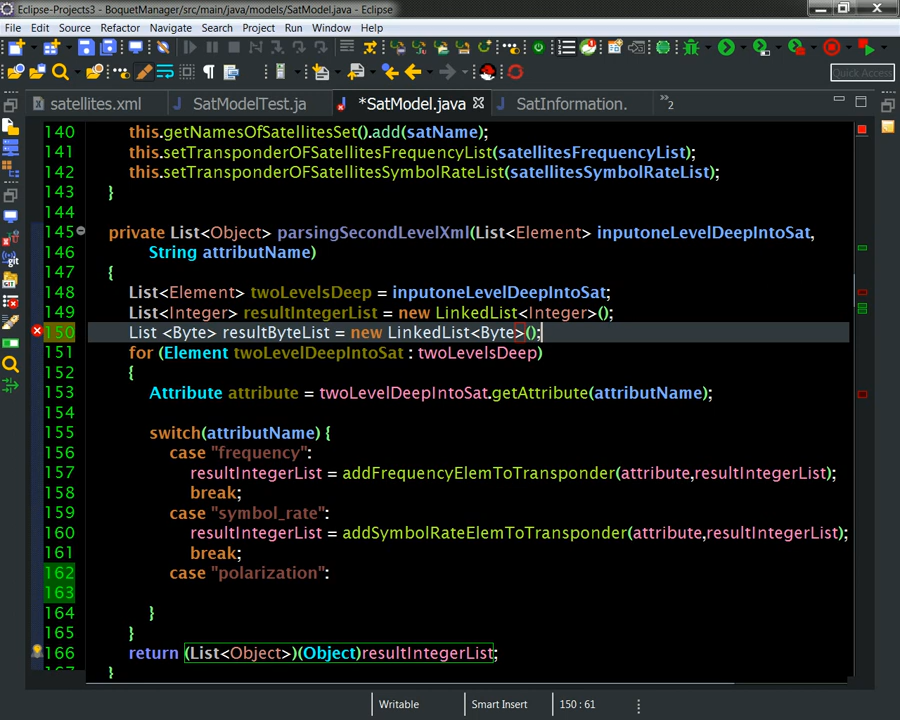 Eclipse-Projects3 - BoquetManager/src/main/java/models/SatModel.java - Eclipse
File Edit Source Refactor Navigate Search Project Run Window Help
Quick Access
satellites.xml SatModelTest.ja *SatModel.java SatInformation. »2
140 this.getNamesOfSatellitesSet().add(satName);
141 this.setTransponderOFSatellitesFrequencyList(satellitesFrequencyList);
142 this.setTransponderOFSatellitesSymbolRateList(satellitesSymbolRateList);
143 }
144
145 private List<Object> parsingSecondLevelXml(List<Element> inputoneLevelDeepIntoSat,
146 String attributName)
147 {
148 List<Element> twoLevelsDeep = inputoneLevelDeepIntoSat;
149 List<Integer> resultIntegerList = new LinkedList<Integer>();
150 List <Byte> resultByteList = new LinkedList<Byte>();
151 for (Element twoLevelDeepIntoSat : twoLevelsDeep)
152 {
153 Attribute attribute = twoLevelDeepIntoSat.getAttribute(attributName);
154
155 switch(attributName) {
156 case "frequency":
157 resultIntegerList = addFrequencyElemToTransponder(attribute,resultIntegerList);
158 break;
159 case "symbol_rate":
160 resultIntegerList = addSymbolRateElemToTransponder(attribute,resultIntegerList);
161 break;
162 case "polarization":
163
164 }
165 }
166 return (List<Object>)(Object)resultIntegerList;
167 }
Writable Smart Insert 150 : 61